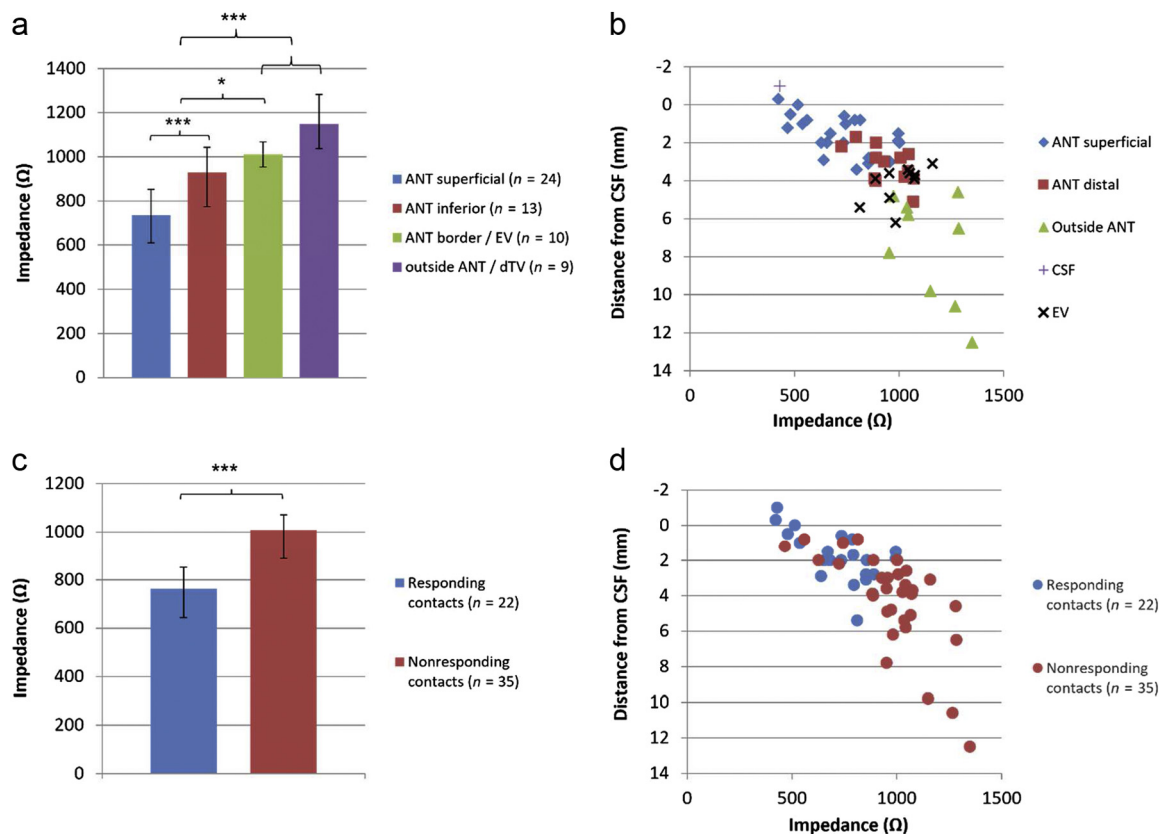 a
***
*
***
1400
1200
1000
800
600
400
200
0
Impedance (Ω)
ANT superficial (n = 24)
ANT inferior (n = 13)
ANT border / EV (n = 10)
outside ANT / dTV (n = 9)
b
-2
0
2
4
6
8
10
12
14
Distance from CSF (mm)
0 500 1000 1500
Impedance (Ω)
ANT superficial
ANT distal
Outside ANT
CSF
EV
c
***
1200
1000
800
600
400
200
0
Impedance (Ω)
Responding
contacts (n = 22)
Nonresponding
contacts (n = 35)
d
-2
0
2
4
6
8
10
12
14
Distance from CSF (mm)
0 500 1000 1500
Impedance (Ω)
Responding
contacts (n = 22)
Nonresponding
contacts (n = 35)